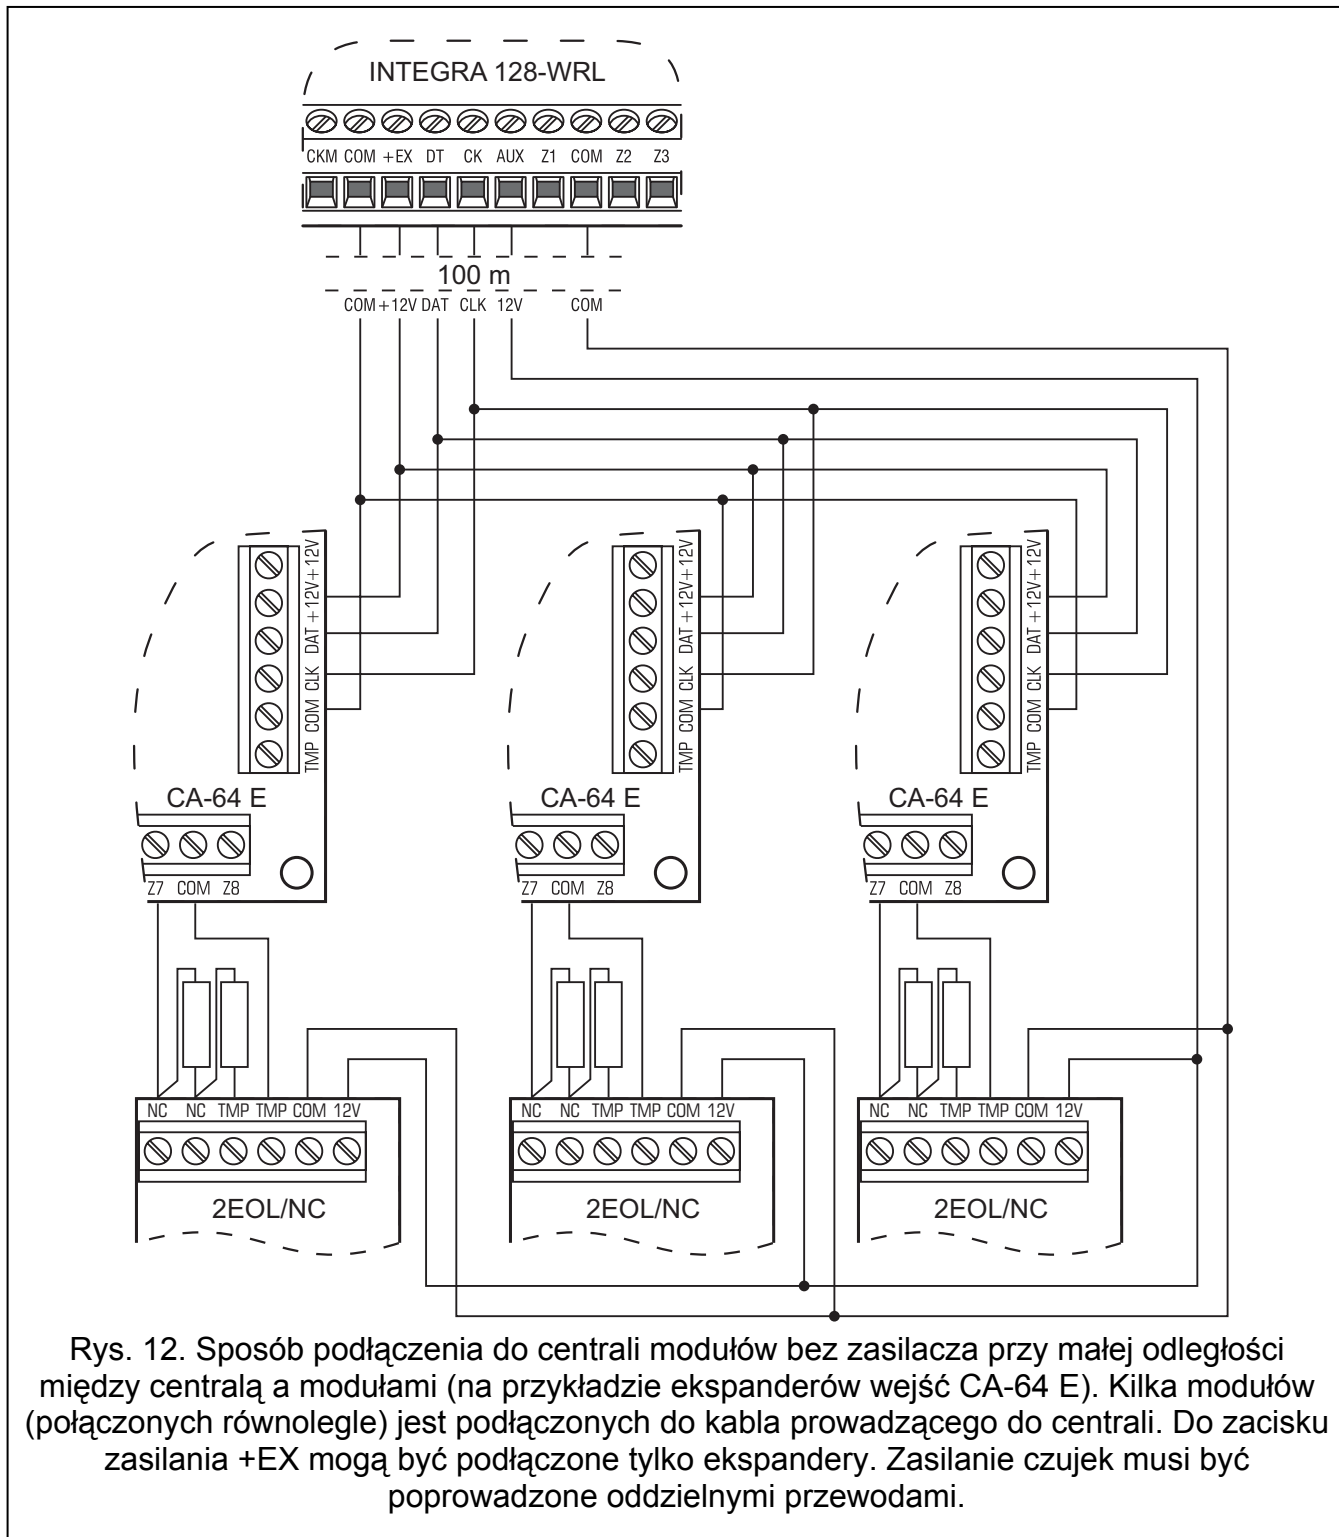 INTEGRA 128-WRL
CKM COM +EX DT CK AUX Z1 COM Z2 Z3
100 m
COM +12V DAT CLK 12V COM
+12V
+12V
DAT
CLK
COM
TMP
CA-64 E
Z7 COM Z8
+12V
+12V
DAT
CLK
COM
TMP
CA-64 E
Z7 COM Z8
+12V
+12V
DAT
CLK
COM
TMP
CA-64 E
Z7 COM Z8
NC NC TMP TMP COM 12V
2EOL/NC
NC NC TMP TMP COM 12V
2EOL/NC
NC NC TMP TMP COM 12V
2EOL/NC
Rys. 12. Sposób podłączenia do centrali modułów bez zasilacza przy małej odległości
między centralą a modułami (na przykładzie ekspanderów wejść CA-64 E). Kilka modułów
(połączonych równolegle) jest podłączonych do kabla prowadzącego do centrali. Do zacisku
zasilania +EX mogą być podłączone tylko ekspandery. Zasilanie czujek musi być
poprowadzone oddzielnymi przewodami.